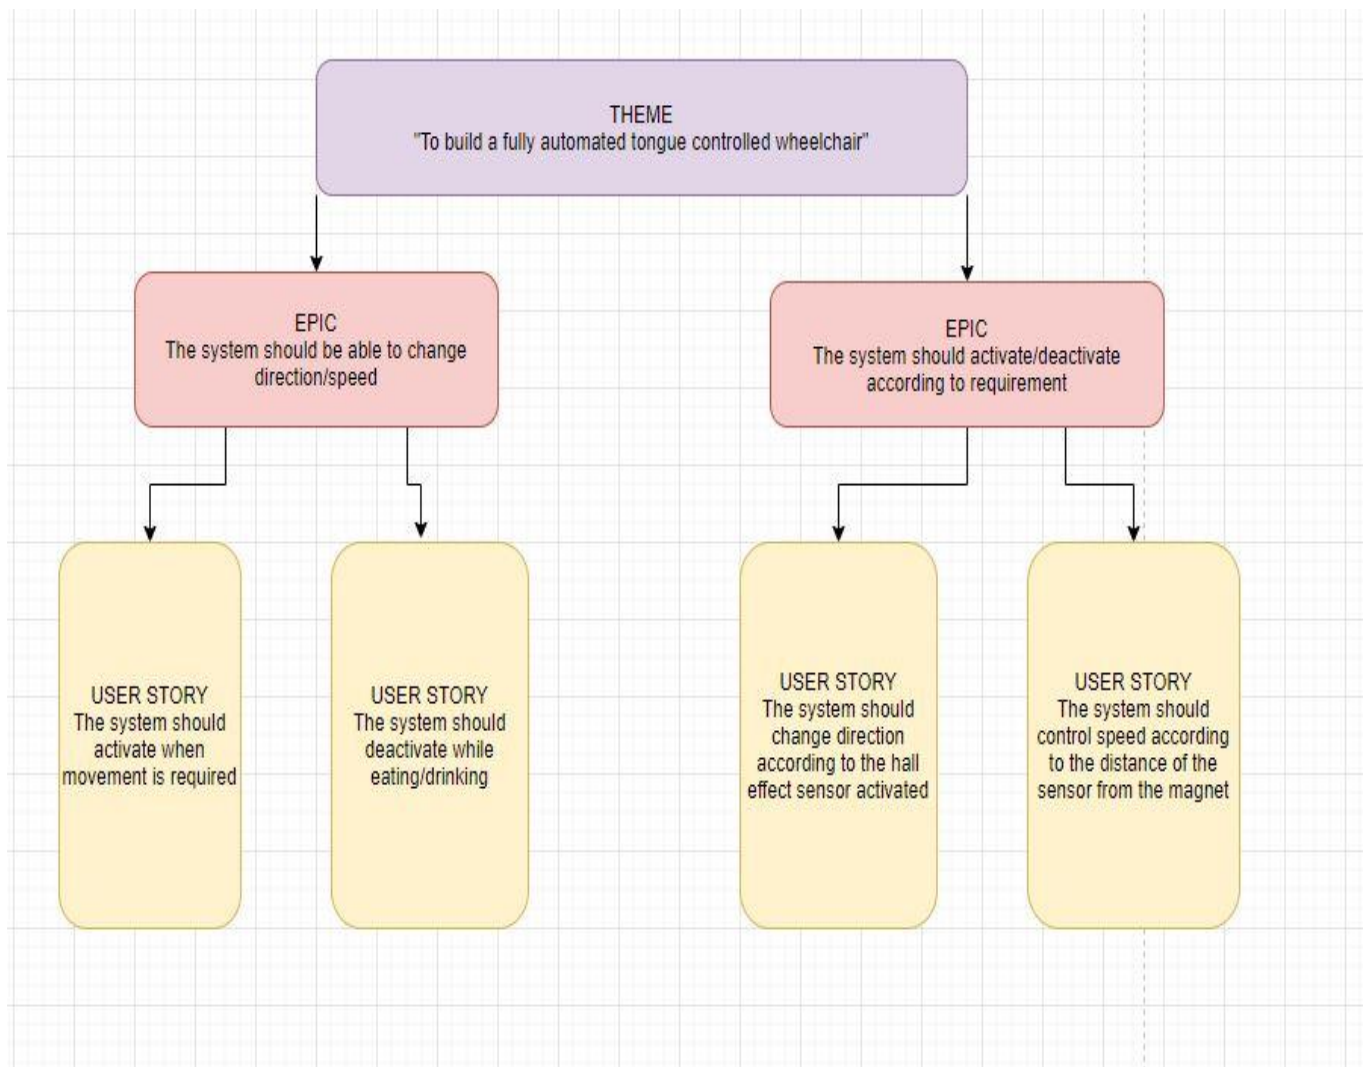 THEME
"To build a fully automated tongue controlled wheelchair"
EPIC
The system should be able to change
direction/speed
EPIC
The system should activate/deactivate
according to requirement
USER STORY
The system should
activate when
movement is required
USER STORY
The system should
deactivate while
eating/drinking
USER STORY
The system should
change direction
according to the hall
effect sensor activated
USER STORY
The system should
control speed according
to the distance of the
sensor from the magnet